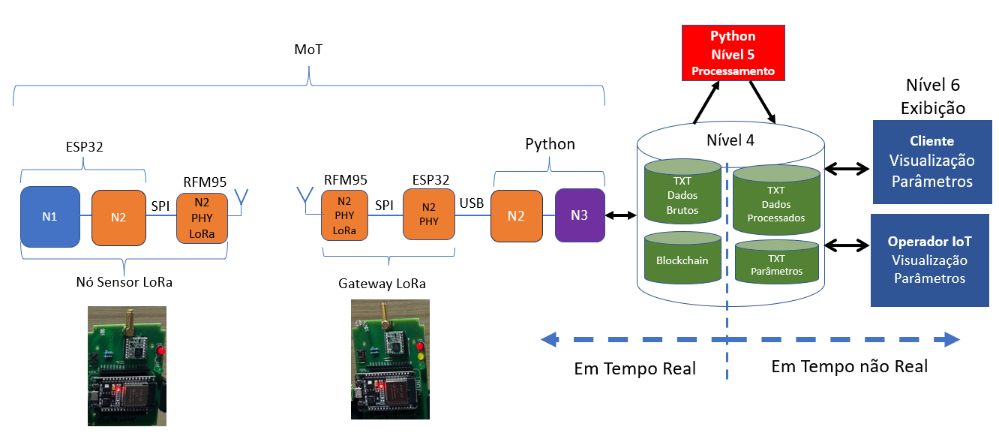 MoT
Python
Nível 5
Processamento
Nível 6
Exibição
ESP32
Python
Nível 4
Cliente
Visualização
Parâmetros
RFM95
RFM95
ESP32
N1
N2
SPI
N2
PHY
LoRa
N2
PHY
LoRa
SPI
N2
PHY
USB
N2
N3
TXT
Dados
Brutos
TXT
Dados
Processados
Blockchain
TXT
Parâmetros
Operador IoT
Visualização
Parâmetros
Nó Sensor LoRa
Gateway LoRa
Em Tempo Real
Em Tempo não Real